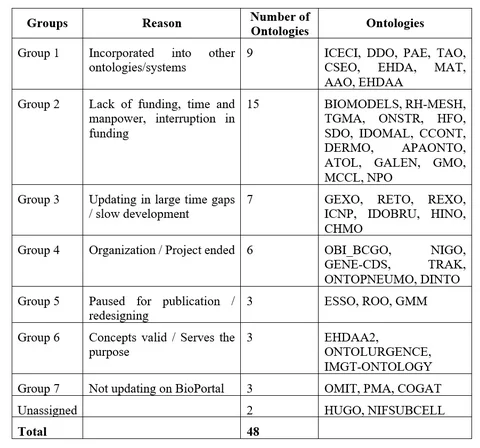 Groups Reason Number of Ontologies
Ontologies
Group 1 Incorporated into other 9 ICECI, DDO, PAE, TAO,
ontologies/systems CSEO, EHDA, MAT,
AAO, EHDAA
Group 2 Lack of funding, time and 15 BIOMODELS, RH-MESH,
manpower, interruption in TGMA, ONSTR, HFO,
funding SDO, IDOMAL, CCONT,
DERMO, APAONTO,
ATOL, GALEN, GMO,
MCCL, NPO
Group 3 Updating in large time gaps 7 GEXO, RETO, REXO,
/ slow development ICNP, IDOBRU, HINO,
CHMO
Group 4 Organization / Project ended 6 OBI_BCGO, NIGO,
GENE-CDS, TRAK,
ONTOPNEUMO, DINTO
Group 5 Paused for publication / 3 ESSO, ROO, GMM
redesigning
Group 6 Concepts valid / Serves the 3 EHDAA2,
purpose ONTOLURGENCE,
IMGT-ONTOLOGY
Group 7 Not updating on BioPortal 3 OMIT, PMA, COGAT
Unassigned 2 HUGO, NIFSUBCELL
Total 48